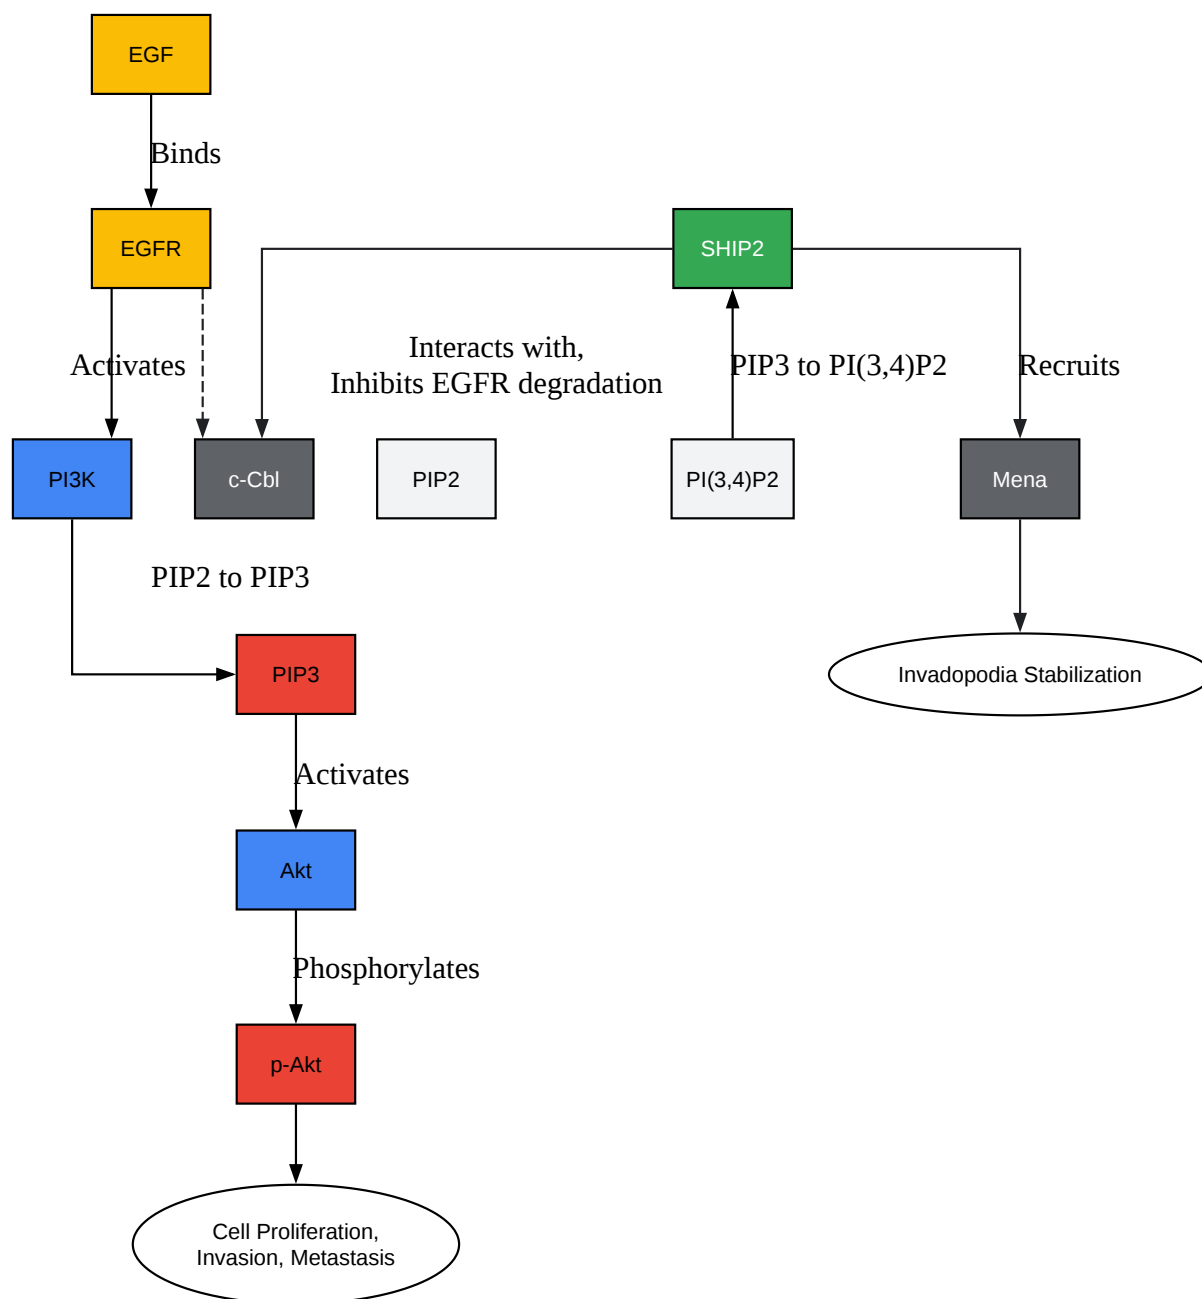 EGF
Binds
EGFR
SHIP2
Activates
Interacts with,
Inhibits EGFR degradation
PIP3 to PI(3,4)P2
Recruits
PI3K
c-Cbl
PIP2
PI(3,4)P2
Mena
PIP2 to PIP3
PIP3
Invadopodia Stabilization
Activates
Akt
Phosphorylates
p-Akt
Cell Proliferation,
Invasion, Metastasis